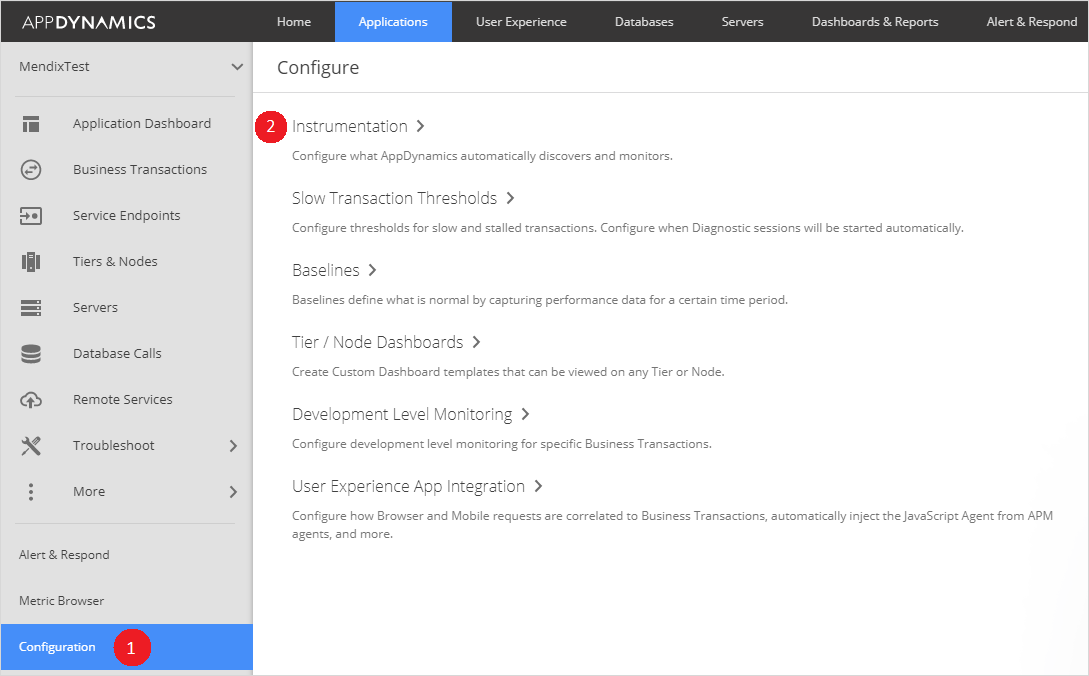 APPDYNAMICS Home Applications User Experience Databases Servers Dashboards & Reports Alert & Respond
MendixTest
Application Dashboard
Business Transactions
Service Endpoints
Tiers & Nodes
Servers
Database Calls
Remote Services
Troubleshoot
More
Alert & Respond
Metric Browser
Configuration 1
Configure
2 Instrumentation
Configure what AppDynamics automatically discovers and monitors.
Slow Transaction Thresholds
Configure thresholds for slow and stalled transactions. Configure when Diagnostic sessions will be started automatically.
Baselines
Baselines define what is normal by capturing performance data for a certain time period.
Tier / Node Dashboards
Create Custom Dashboard templates that can be viewed on any Tier or Node.
Development Level Monitoring
Configure development level monitoring for specific Business Transactions.
User Experience App Integration
Configure how Browser and Mobile requests are correlated to Business Transactions, automatically inject the JavaScript Agent from APM
agents, and more.